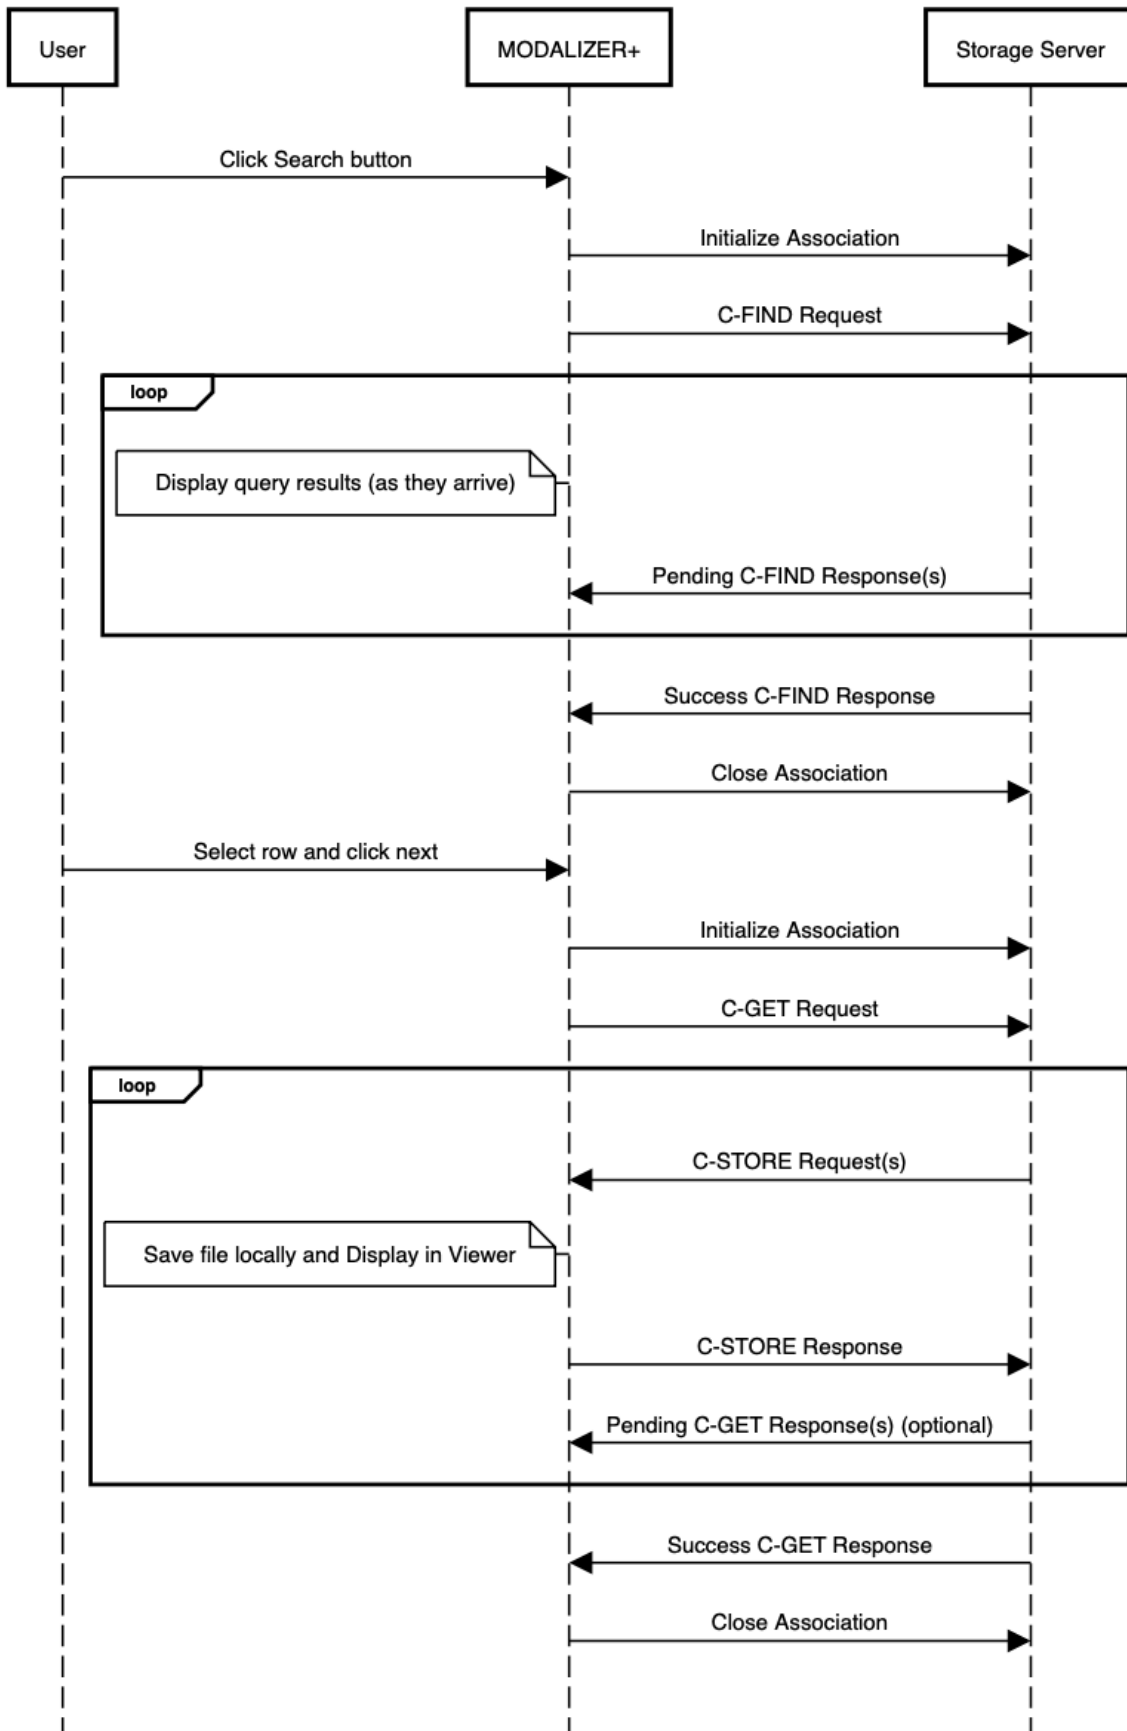 User
MODALIZER+
Storage Server
Click Search button
Initialize Association
C-FIND Request
loop
Display query results (as they arrive)
Pending C-FIND Response(s)
Success C-FIND Response
Close Association
Select row and click next
Initialize Association
C-GET Request
loop
C-STORE Request(s)
Save file locally and Display in Viewer
C-STORE Response
Pending C-GET Response(s) (optional)
Success C-GET Response
Close Association